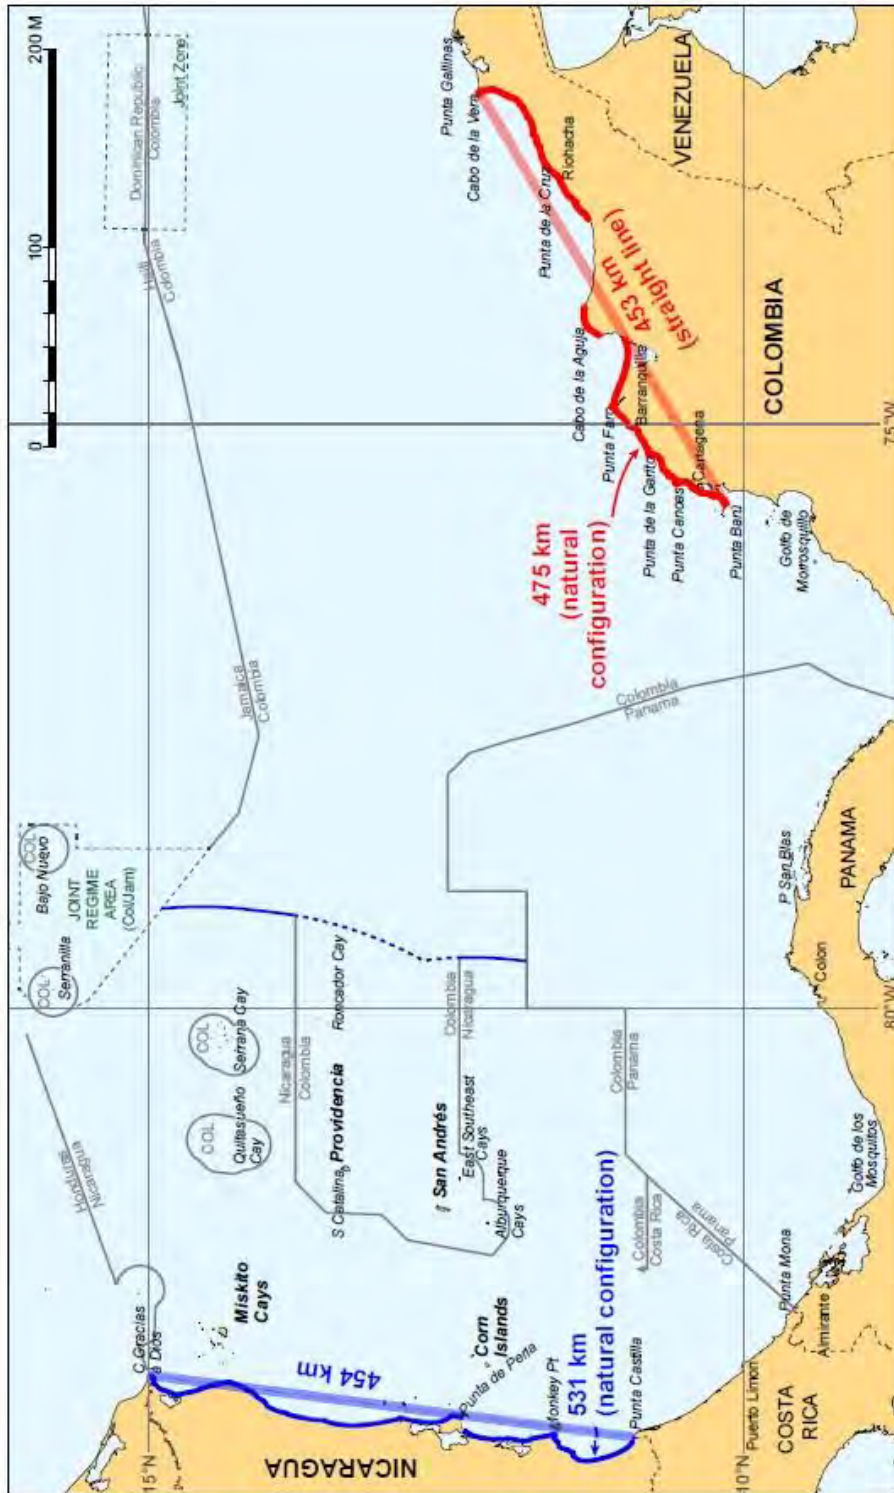 200 M
100
0
Dominican Republic
Colombia
Joint Zone
Haiti
Colombia
Jamaica
Colombia
COL
Bajo Nuevo
JOINT
REGIME
AREA
(Col/Jam)
COL
Serranilla
Honduras
Nicaragua
15°N
C. Gracias
a Dios
Miskito
Cays
COL
Quitasueño
Cay
COL
Serrana Cay
Roncador Cay
Nicaragua
Colombia
S Catalina
Providencia
San Andrés
East Southeast
Cays
Alburquerque
Cays
Colombia
Nicaragua
454 km
NICARAGUA
Corn
Islands
Punta de Perla
Monkey Pt
531 km
(natural configuration)
Punta Castilla
Punta Gallinas
Cabo de la Vera
Punta de la Cruz
Riohacha
VENEZUELA
453 km
(straight line)
Cabo de la Aguja
Punta
Barranquilla
Punta de la Garito
Punta Canoas
Cartagena
Punta Barú
475 km
(natural
configuration)
Golfo de
Morrosquillo
COLOMBIA
75°W
Colombia
Panama
Colombia
Panama
Colombia
Costa Rica
Costa Rica
Panama
10°N
Puerto Limon
COSTA
RICA
Punta Mona
Almirante
Golfo de los
Mosquitos
80°W
Colon
P San Blas
PANAMA